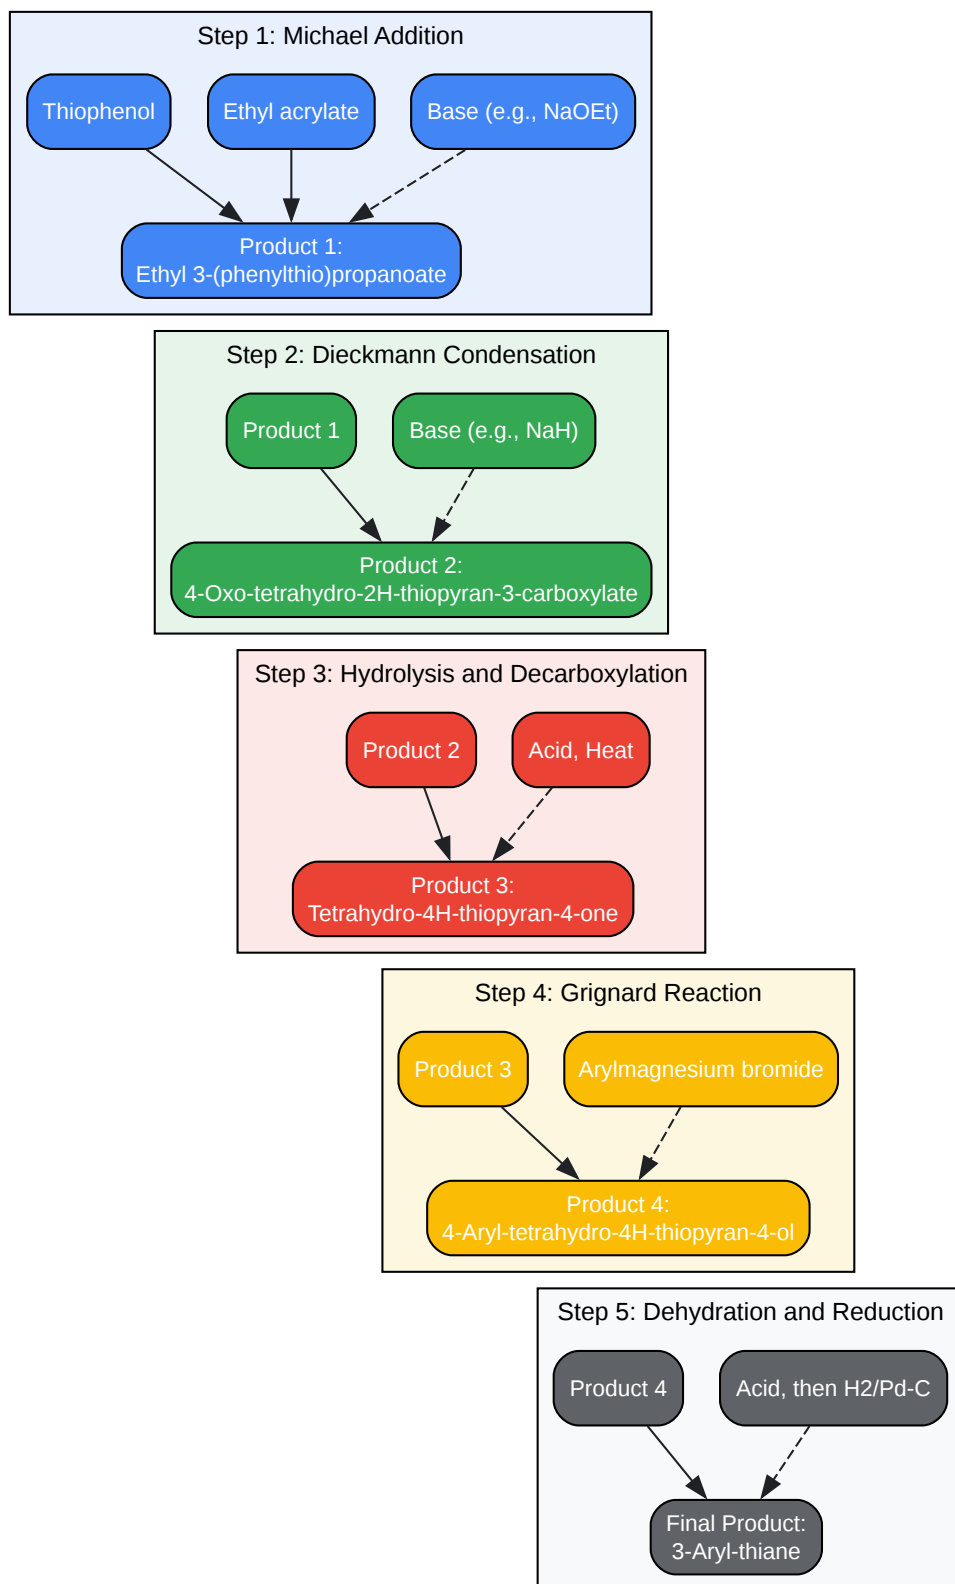 Step 1: Michael Addition
Thiophenol
Ethyl acrylate
Base (e.g., NaOEt)
Product 1:
Ethyl 3-(phenylthio)propanoate
Step 2: Dieckmann Condensation
Product 1
Base (e.g., NaH)
Product 2:
4-Oxo-tetrahydro-2H-thiopyran-3-carboxylate
Step 3: Hydrolysis and Decarboxylation
Product 2
Acid, Heat
Product 3:
Tetrahydro-4H-thiopyran-4-one
Step 4: Grignard Reaction
Product 3
Arylmagnesium bromide
Product 4:
4-Aryl-tetrahydro-4H-thiopyran-4-ol
Step 5: Dehydration and Reduction
Product 4
Acid, then H2/Pd-C
Final Product:
3-Aryl-thiane